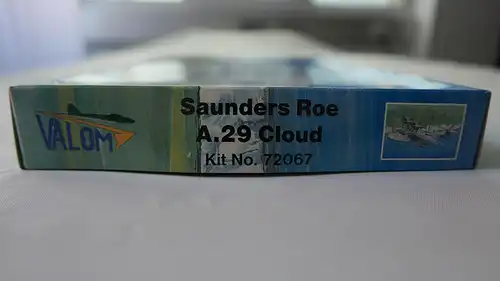 VALOM
Saunders Roe
A.29 Cloud
Kit No. 72067